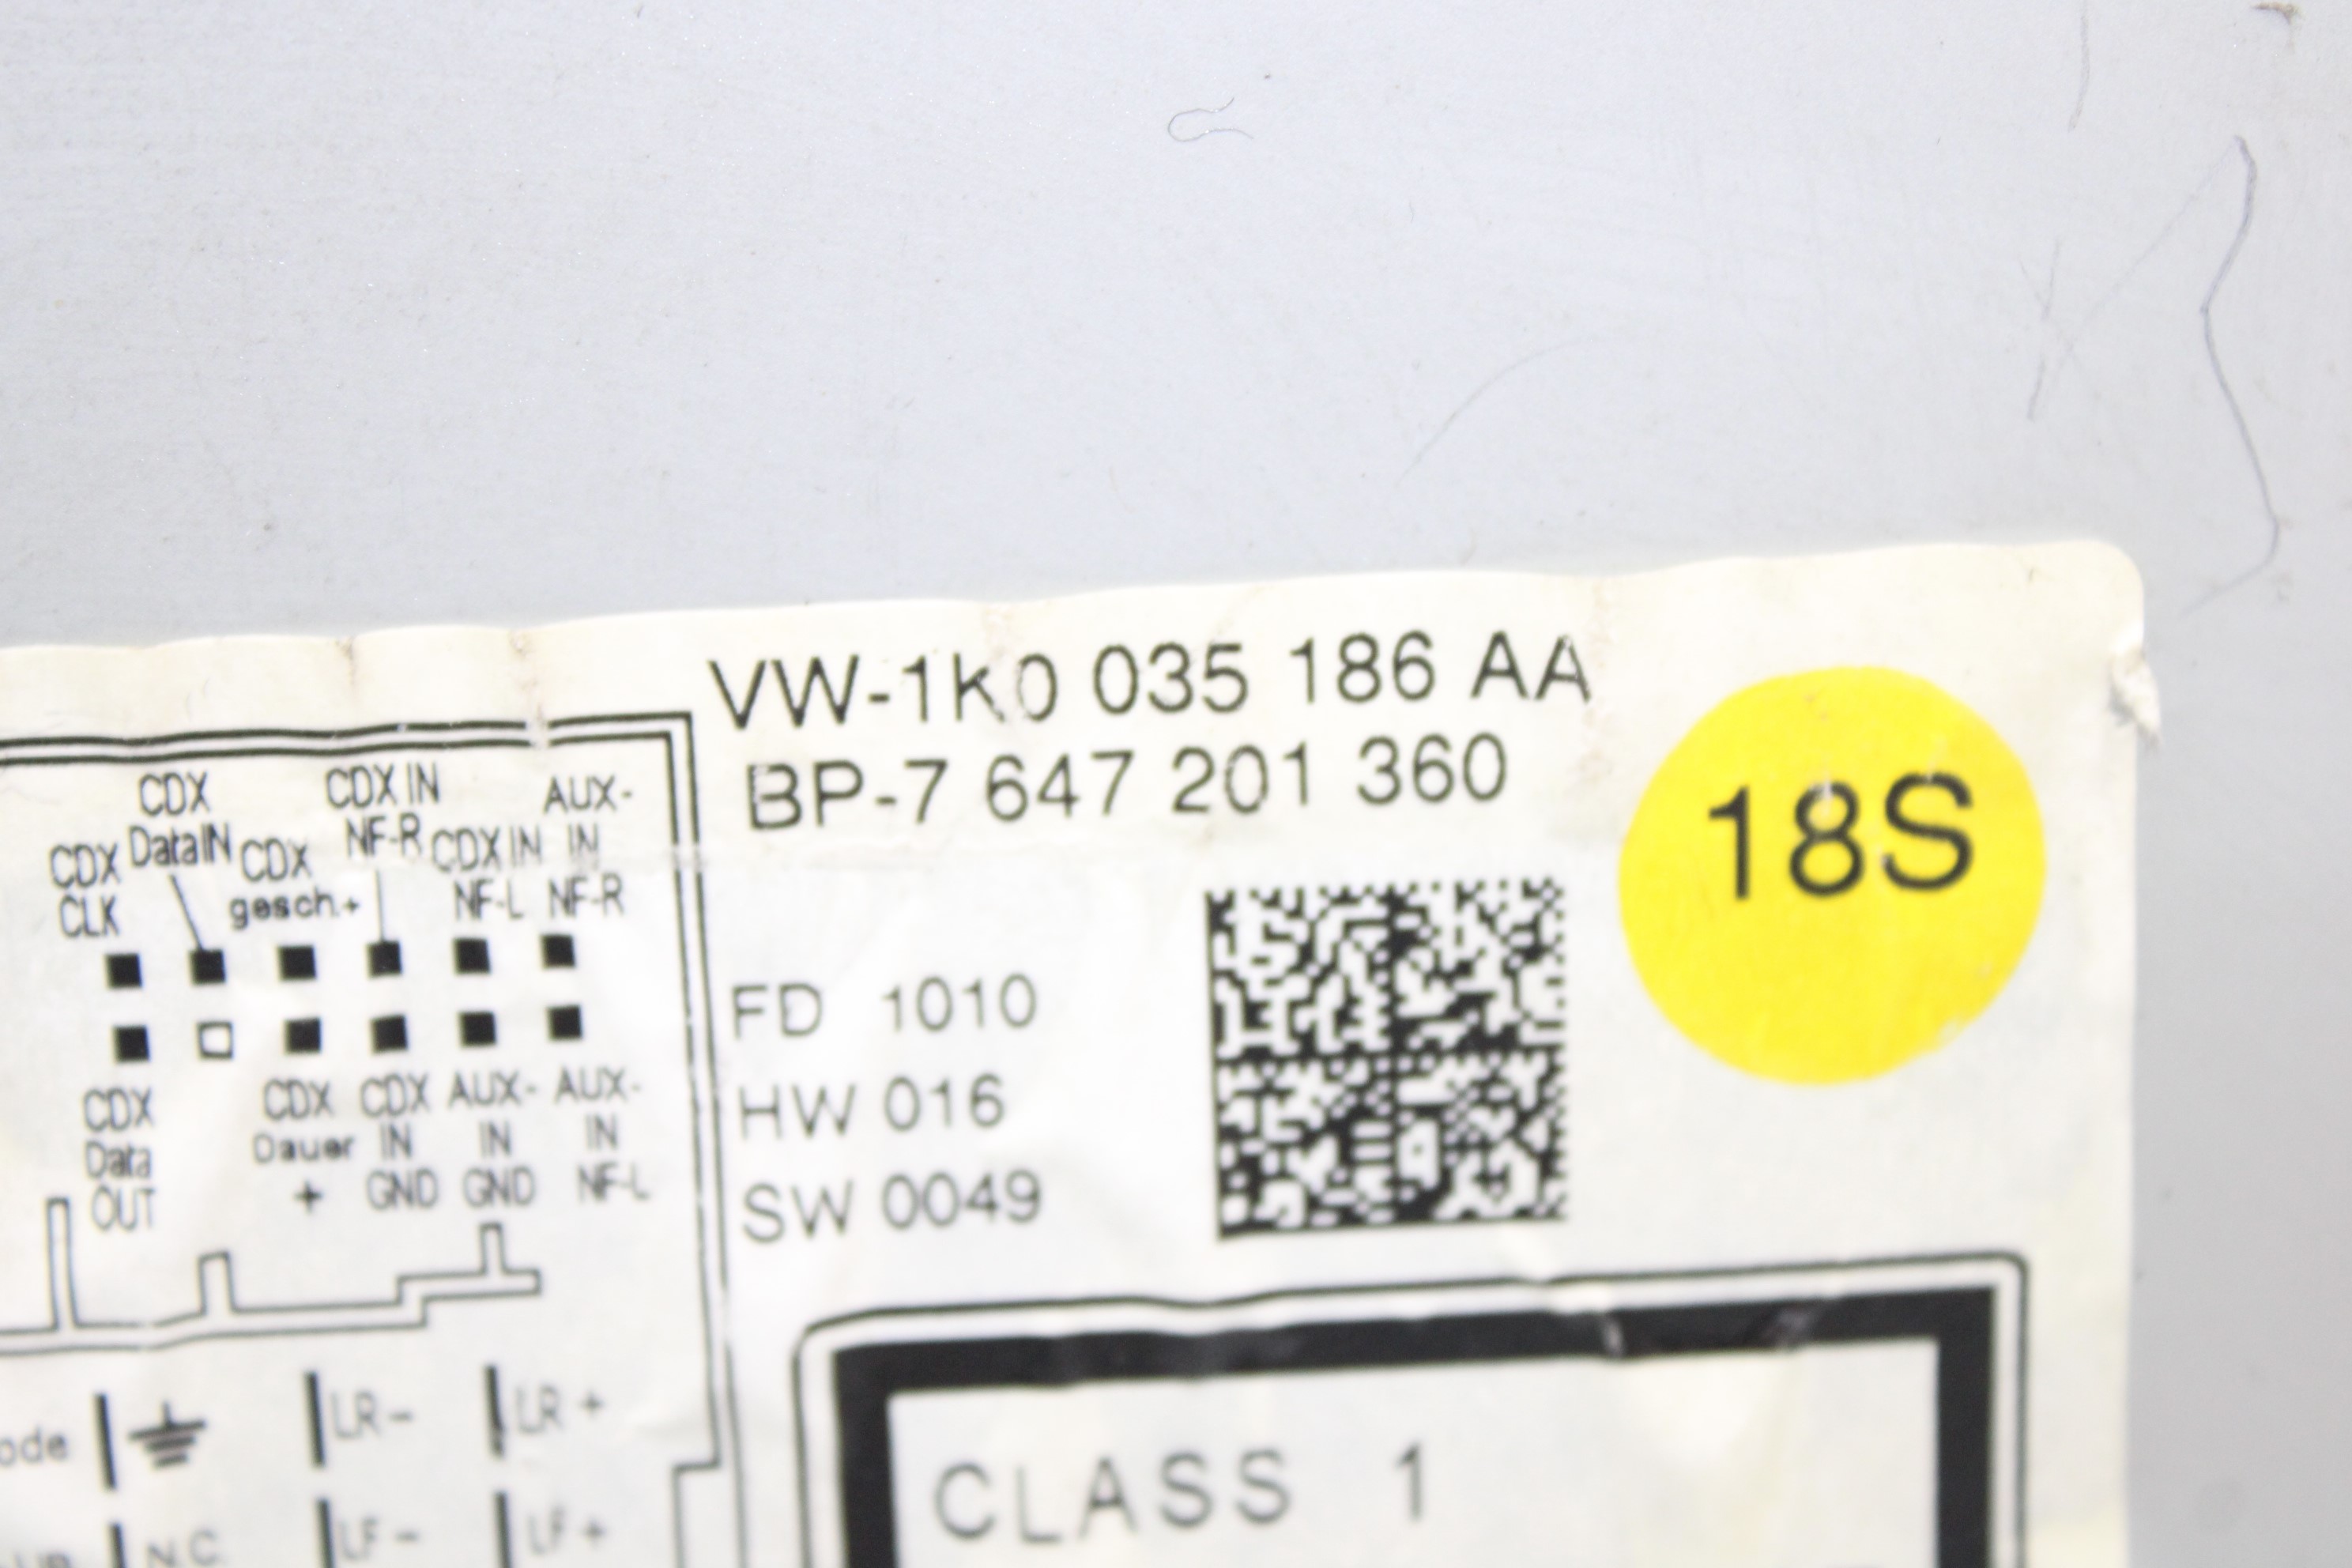 VW-1K0 035 186 AA
BP-7 647 201 360
18S
CDX
DataIN
CDX IN
NF-R
AUX-
IN
NF-R
CDX
CLK
CDX
gesch.+
CDX IN
NF-L
FD 1010
HW 016
SW 0049
CDX
Data
OUT
CDX
Dauer
+
CDX
IN
GND
AUX-
IN
GND
AUX-
IN
NF-L
LR -
LR +
N.C.
LF -
LF +
CLASS 1